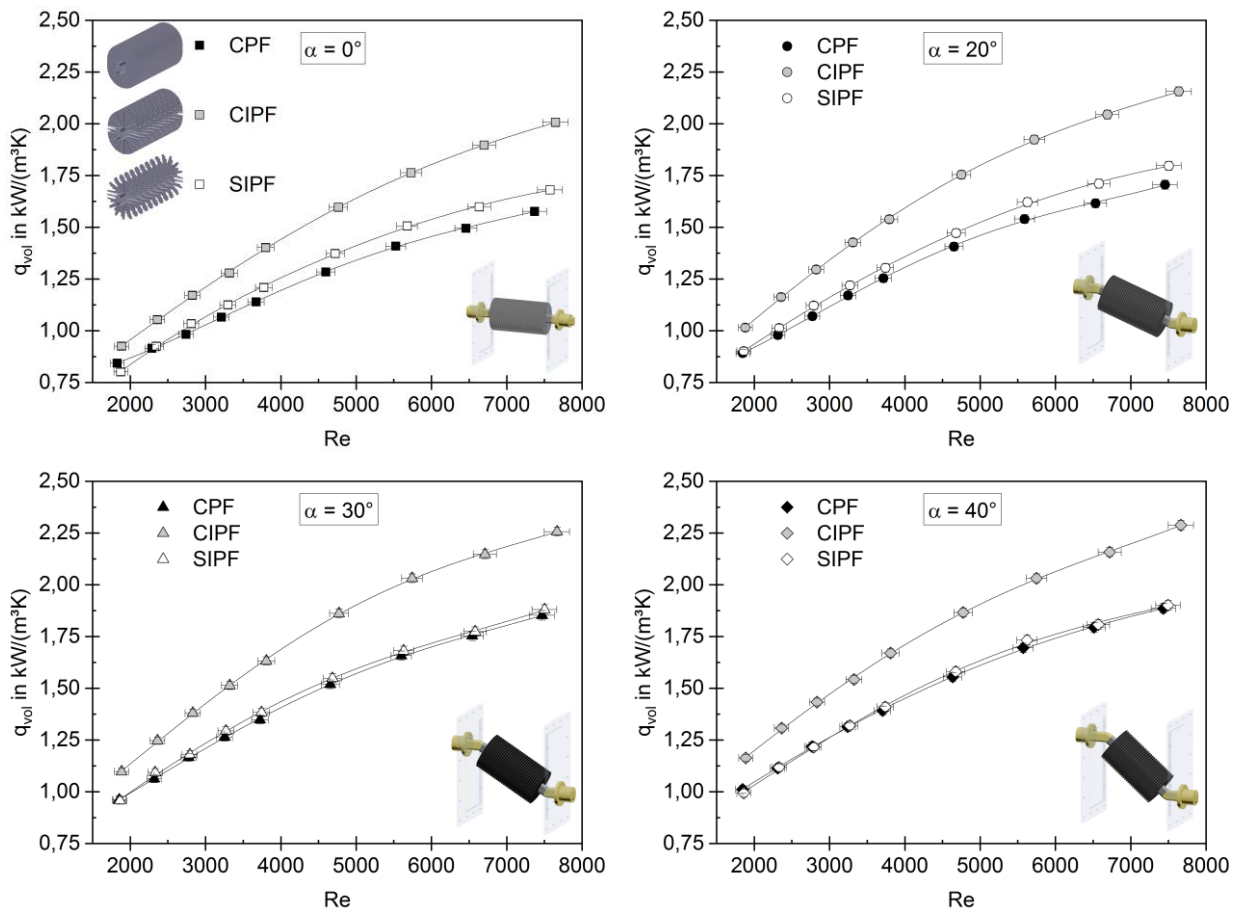 2,50
2,25
2,00
1,75
1,50
1,25
1,00
0,75
q_vol in kW/(m³K)
CPF
α = 0°
CIPF
SIPF
2000 3000 4000 5000 6000 7000 8000
Re
2,50
2,25
2,00
1,75
1,50
1,25
1,00
0,75
q_vol in kW/(m³K)
CPF
α = 20°
CIPF
SIPF
2000 3000 4000 5000 6000 7000 8000
Re
2,50
2,25
2,00
1,75
1,50
1,25
1,00
0,75
q_vol in kW/(m³K)
CPF
α = 30°
CIPF
SIPF
2000 3000 4000 5000 6000 7000 8000
Re
2,50
2,25
2,00
1,75
1,50
1,25
1,00
0,75
q_vol in kW/(m³K)
CPF
α = 40°
CIPF
SIPF
2000 3000 4000 5000 6000 7000 8000
Re